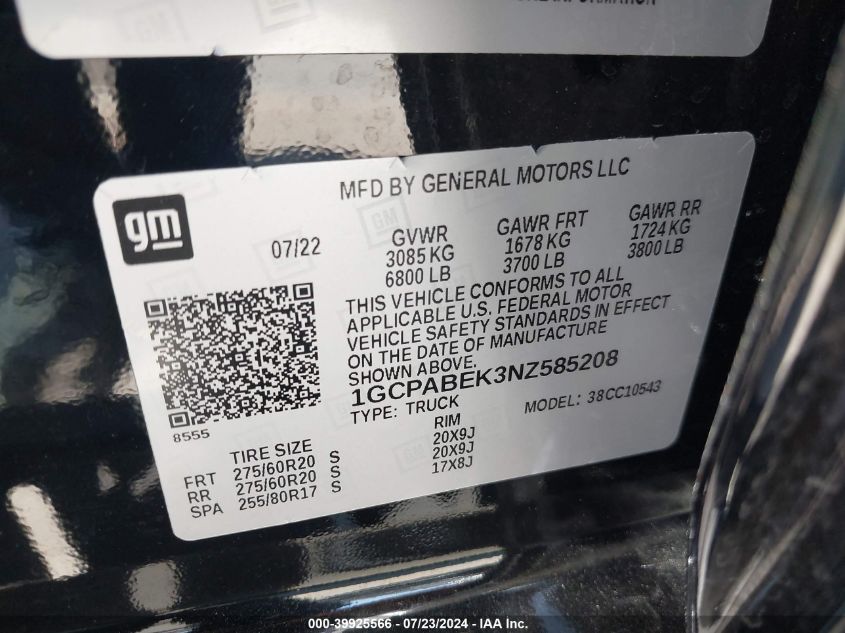 MFD BY GENERAL MOTORS LLC
gm
07/22
GVWR GAWR FRT GAWR RR
3085 KG 1678 KG 1724 KG
6800 LB 3700 LB 3800 LB
THIS VEHICLE CONFORMS TO ALL
APPLICABLE U.S. FEDERAL MOTOR
VEHICLE SAFETY STANDARDS IN EFFECT
ON THE DATE OF MANUFACTURE
SHOWN ABOVE.
1GCPABEK3NZ585208
TYPE: TRUCK MODEL: 38CC10543
8555
TIRE SIZE RIM
FRT 275/60R20 S 20X9J
RR 275/60R20 S 20X9J
SPA 255/80R17 S 17X8J
000-39925566 / 07/23/2024 - IAA Inc.